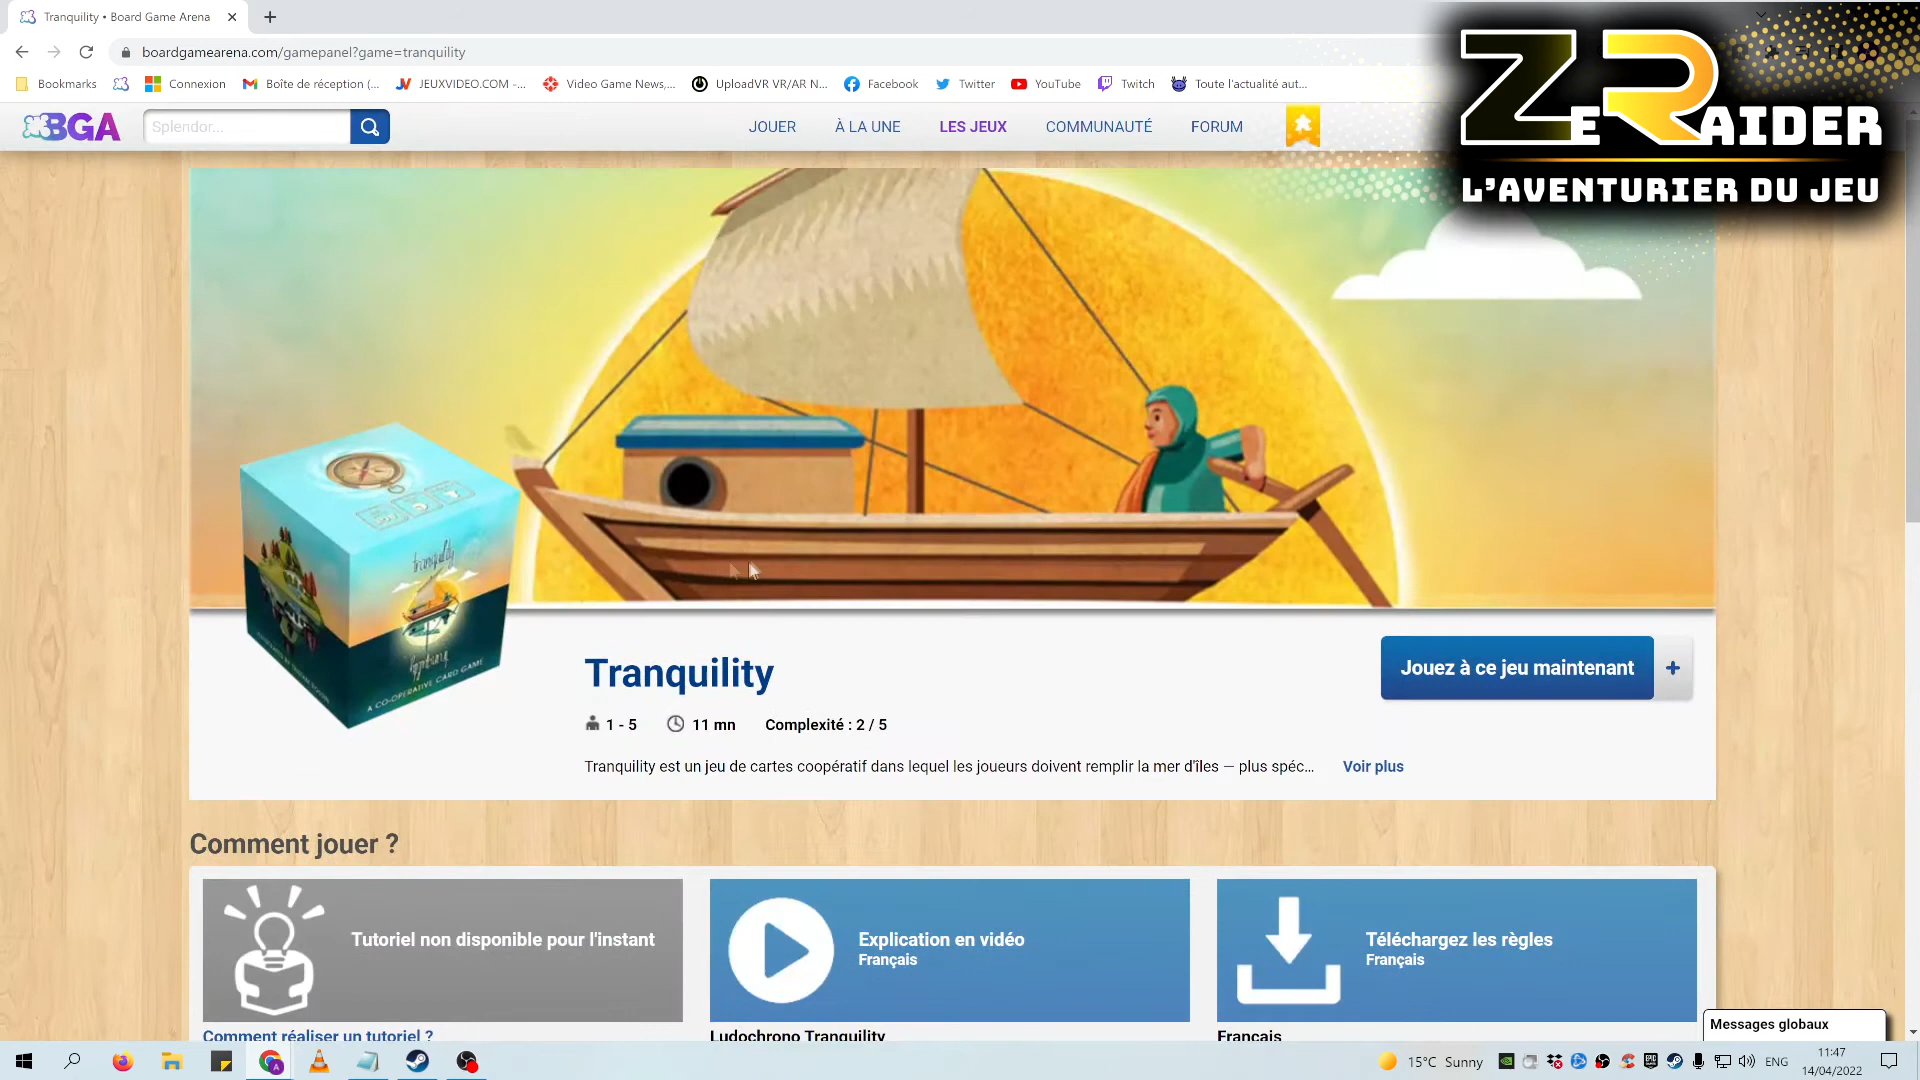 Tranquility • Board Game Arena
boardgamearena.com/gamepanel?game=tranquility
Bookmarks
Connexion
Boîte de réception (...
JEUXVIDEO.COM -...
Video Game News,...
UploadVR VR/AR N...
Facebook
Twitter
YouTube
Twitch
Toute l'actualité aut...
ZeRAIDER
L'AVENTURIER DU JEU
BGA
Splendor...
JOUER
À LA UNE
LES JEUX
COMMUNAUTÉ
FORUM
tranquility
A CO-OPERATIVE CARD GAME
Tranquility
Jouez à ce jeu maintenant
+
1 - 5
11 mn
Complexité : 2 / 5
Tranquility est un jeu de cartes coopératif dans lequel les joueurs doivent remplir la mer d'îles — plus spéc...
Voir plus
Comment jouer ?
Tutoriel non disponible pour l'instant
Explication en vidéo
Français
Téléchargez les règles
Français
Comment réaliser un tutoriel ?
Ludochrono Tranquility
Français
Messages globaux
15°C Sunny
ENG
11:47
14/04/2022